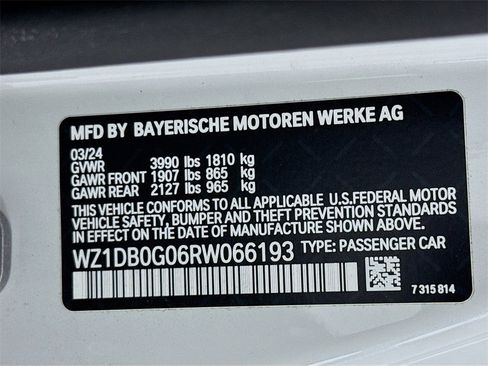 MFD BY BAYERISCHE MOTOREN WERKE AG
03/24
GVWR 3990 lbs 1810 kg
GAWR FRONT 1907 lbs 865 kg
GAWR REAR 2127 lbs 965 kg
THIS VEHICLE CONFORMS TO ALL APPLICABLE U.S.FEDERAL MOTOR
VEHICLE SAFETY, BUMPER AND THEFT PREVENTION STANDARDS
IN EFFECT ON THE DATE OF MANUFACTURE SHOWN ABOVE.
WZ1DB0G06RW066193 TYPE: PASSENGER CAR
7 315 814